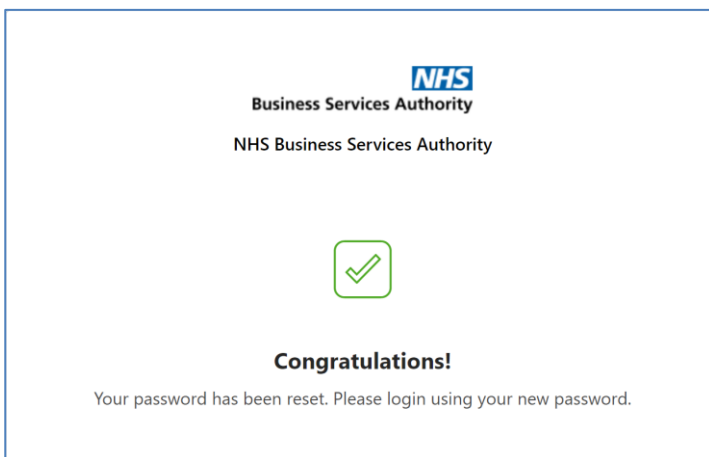 NHS
Business Services Authority
NHS Business Services Authority
Congratulations!
Your password has been reset. Please login using your new password.